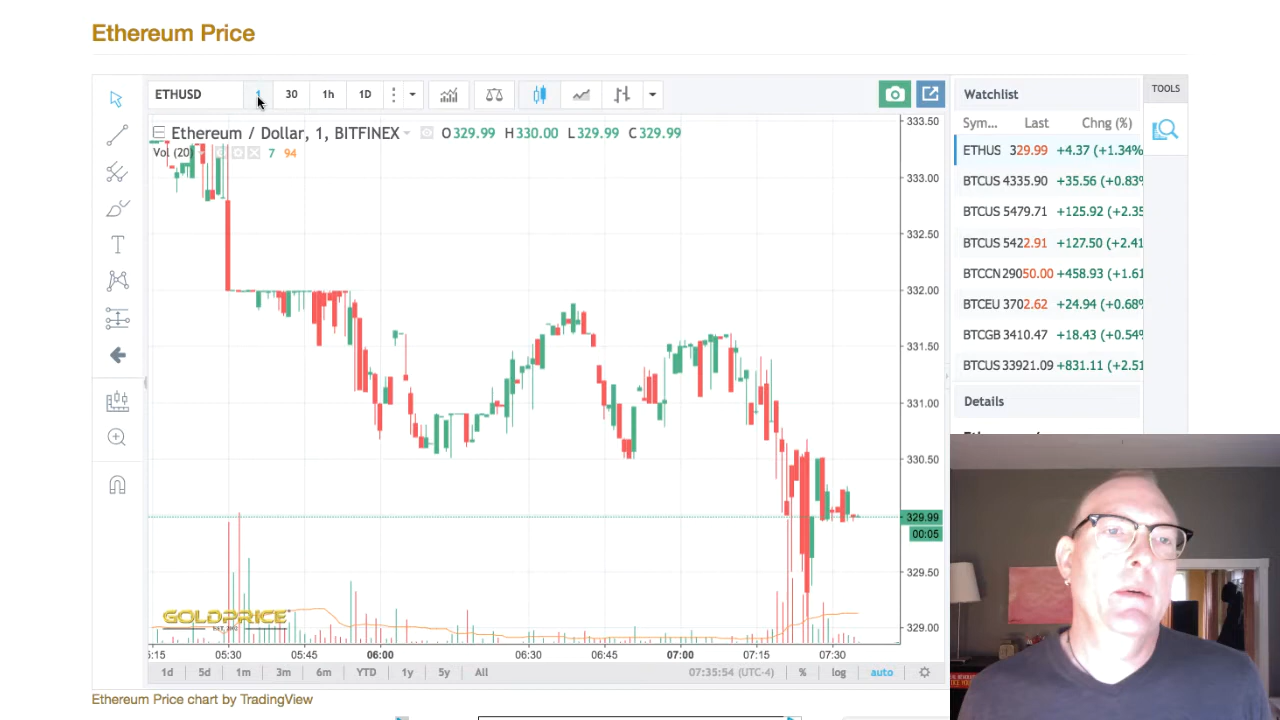 Ethereum Price
ETHUSD 1 30 1h 1D
Watchlist
TOOLS
Ethereum / Dollar, 1, BITFINEX O329.99 H330.00 L329.99 C329.99
Vol (20) 7 94
Sym... Last Chng (%)
ETHUS 329.99 +4.37 (+1.34%
BTCUS 4335.90 +35.56 (+0.83%
BTCUS 5479.71 +125.92 (+2.35
BTCUS 5422.91 +127.50 (+2.41
BTCCN 29050.00 +458.93 (+1.61
BTCEU 3702.62 +24.94 (+0.68%
BTCGB 3410.47 +18.43 (+0.54%
BTCUS 33921.09 +831.11 (+2.51
Details
333.50
333.00
332.50
332.00
331.50
331.00
330.50
329.99
00:05
329.50
329.00
GOLDPRICE
EST. 2002
5:15 05:30 05:45 06:00 06:30 06:45 07:00 07:15 07:30
1d 5d 1m 3m 6m YTD 1y 5y All 07:35:54 (UTC-4) % log auto
Ethereum Price chart by TradingView